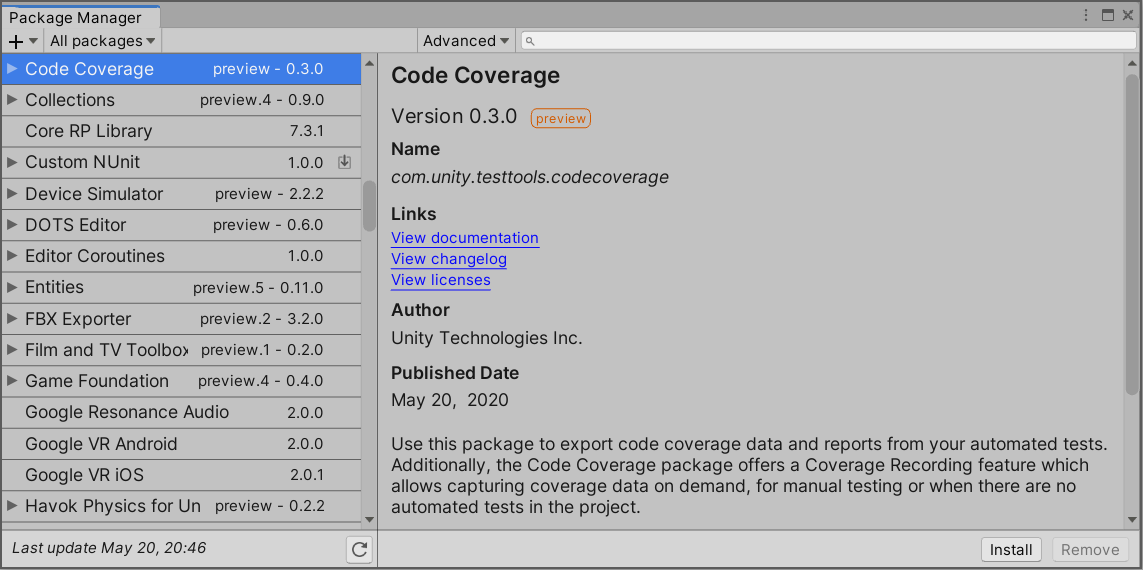 Package Manager
All packages
Advanced
Code Coverage preview - 0.3.0
Collections preview.4 - 0.9.0
Core RP Library 7.3.1
Custom NUnit 1.0.0
Device Simulator preview - 2.2.2
DOTS Editor preview - 0.6.0
Editor Coroutines 1.0.0
Entities preview.5 - 0.11.0
FBX Exporter preview.2 - 3.2.0
Film and TV Toolbox preview.1 - 0.2.0
Game Foundation preview.4 - 0.4.0
Google Resonance Audio 2.0.0
Google VR Android 2.0.0
Google VR iOS 2.0.1
Havok Physics for Un preview - 0.2.2
Last update May 20, 20:46
Code Coverage
Version 0.3.0 preview
Name
com.unity.testtools.codecoverage
Links
View documentation
View changelog
View licenses
Author
Unity Technologies Inc.
Published Date
May 20, 2020
Use this package to export code coverage data and reports from your automated tests.
Additionally, the Code Coverage package offers a Coverage Recording feature which
allows capturing coverage data on demand, for manual testing or when there are no
automated tests in the project.
Install
Remove